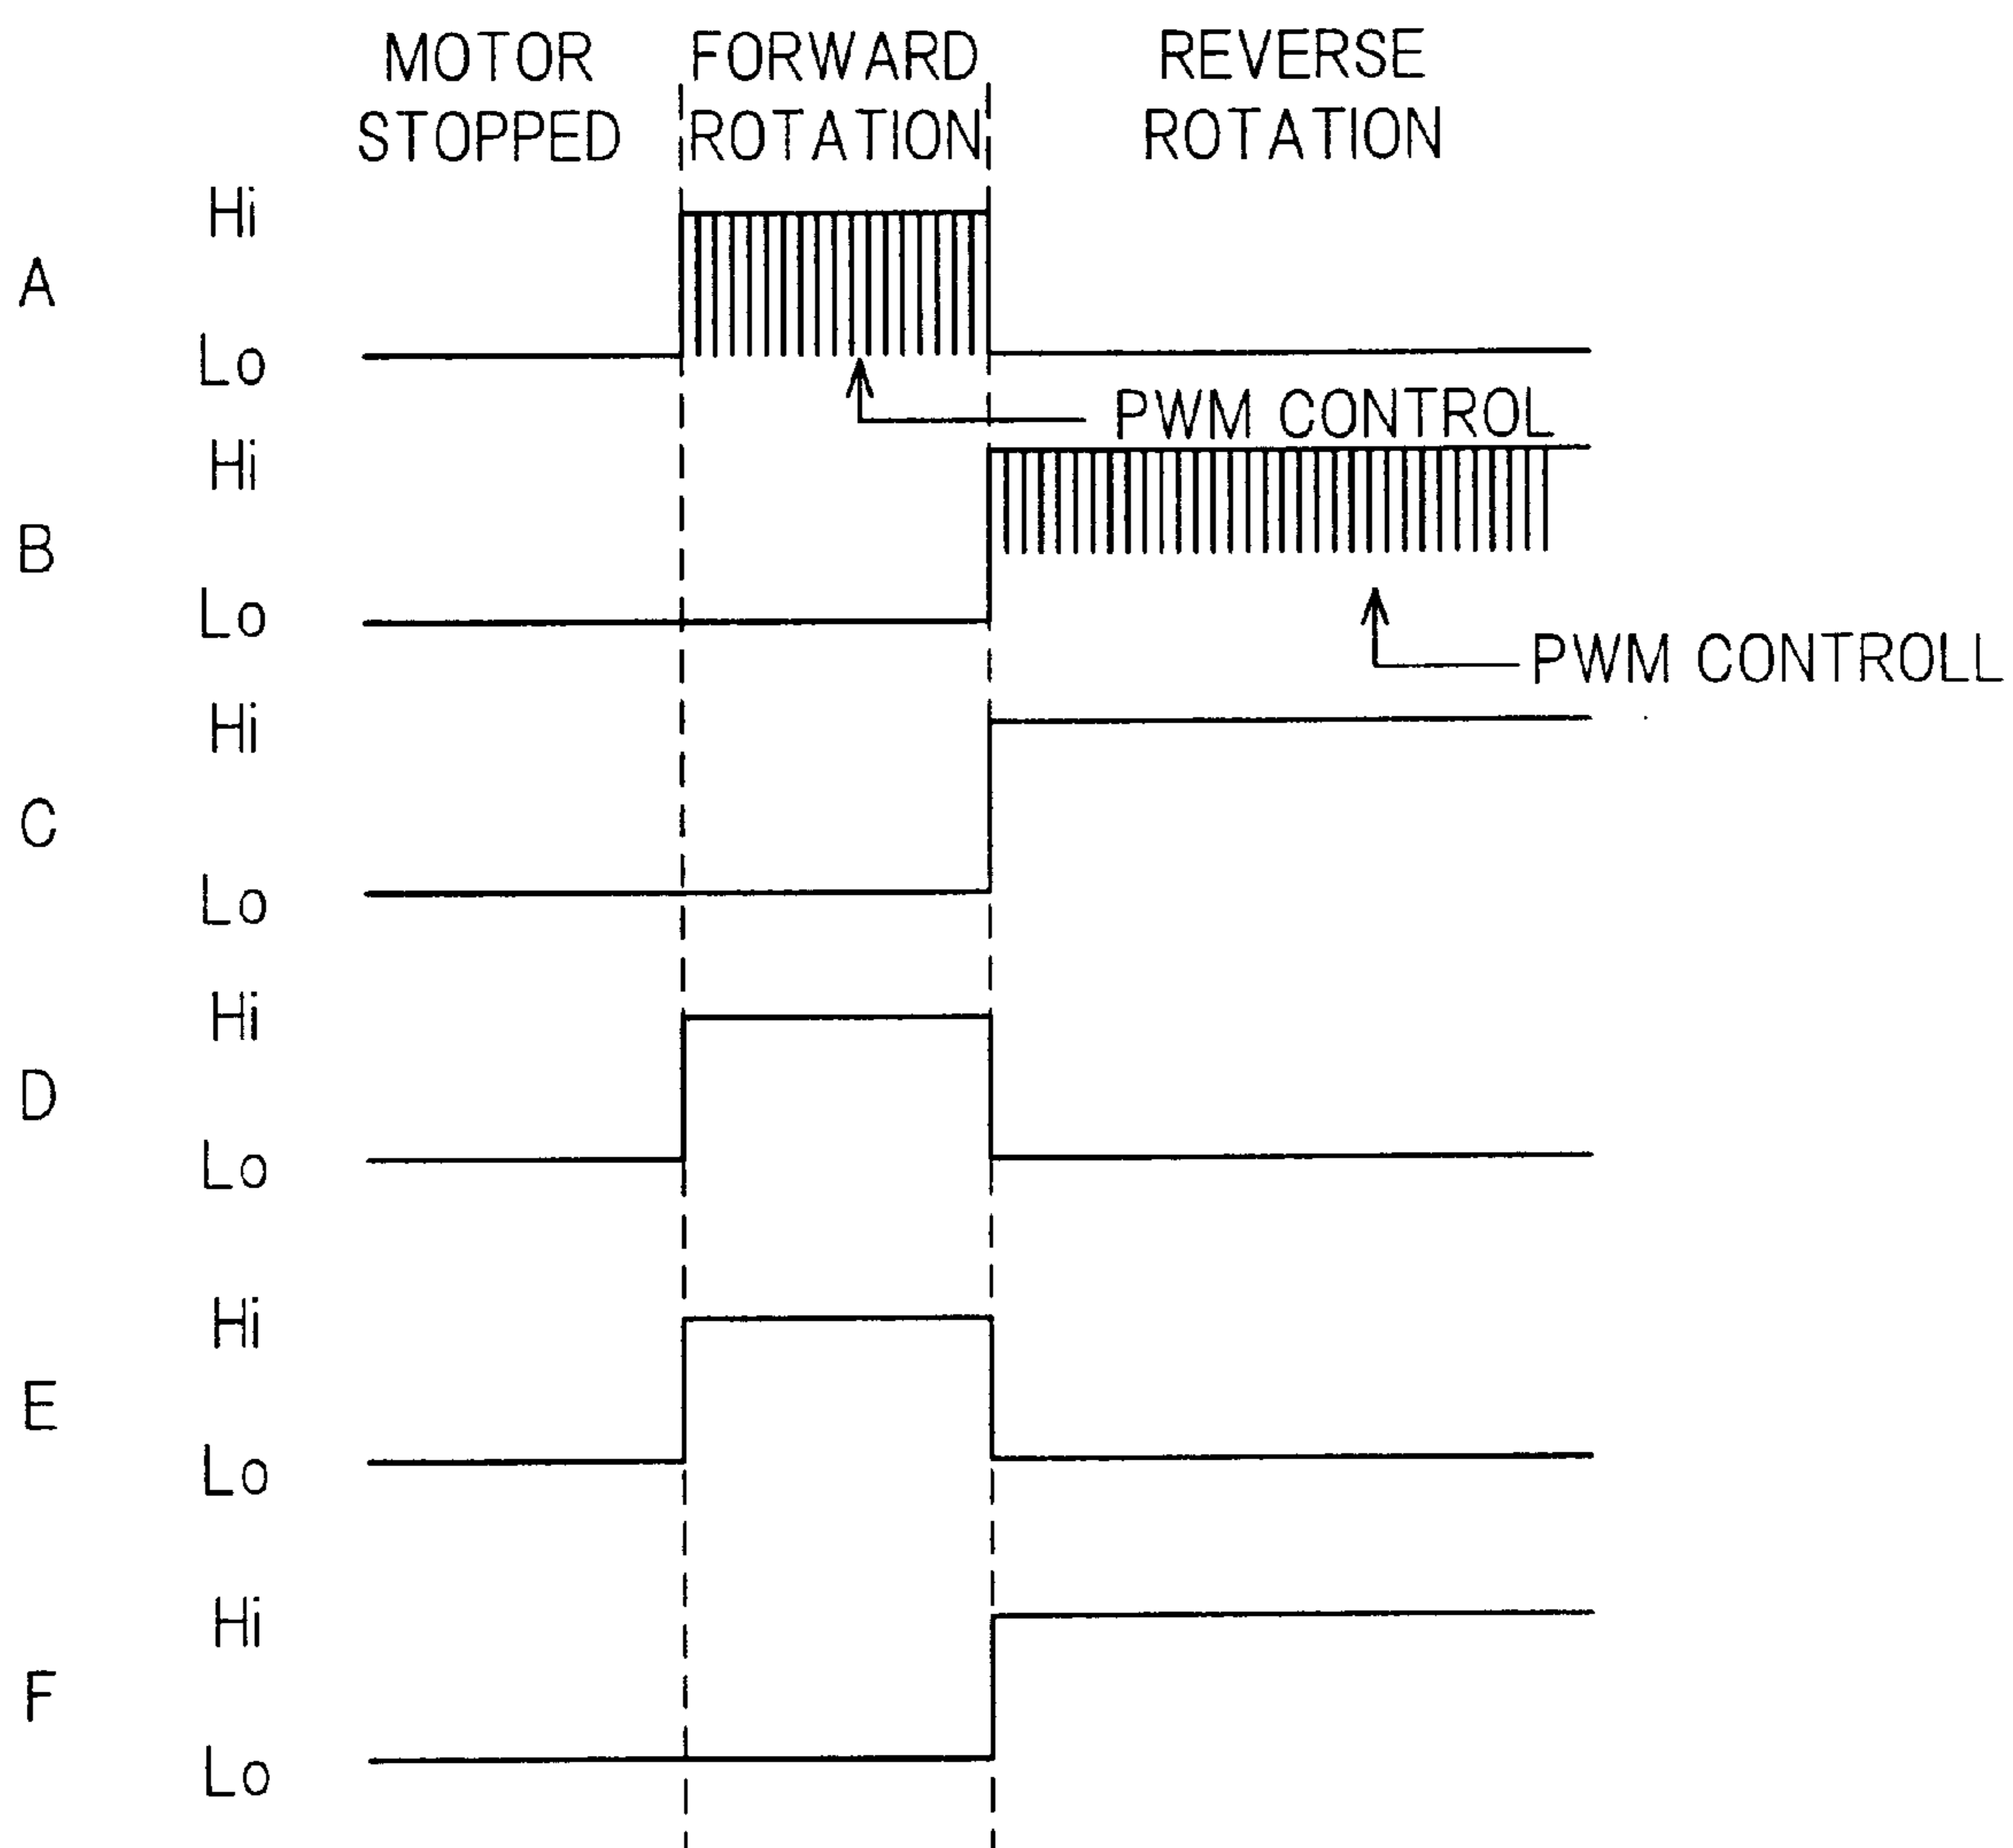 MOTOR STOPPED
FORWARD ROTATION
REVERSE ROTATION
A
Hi
Lo
PWM CONTROL
B
Hi
Lo
PWM CONTROLL
C
Hi
Lo
D
Hi
Lo
E
Hi
Lo
F
Hi
Lo